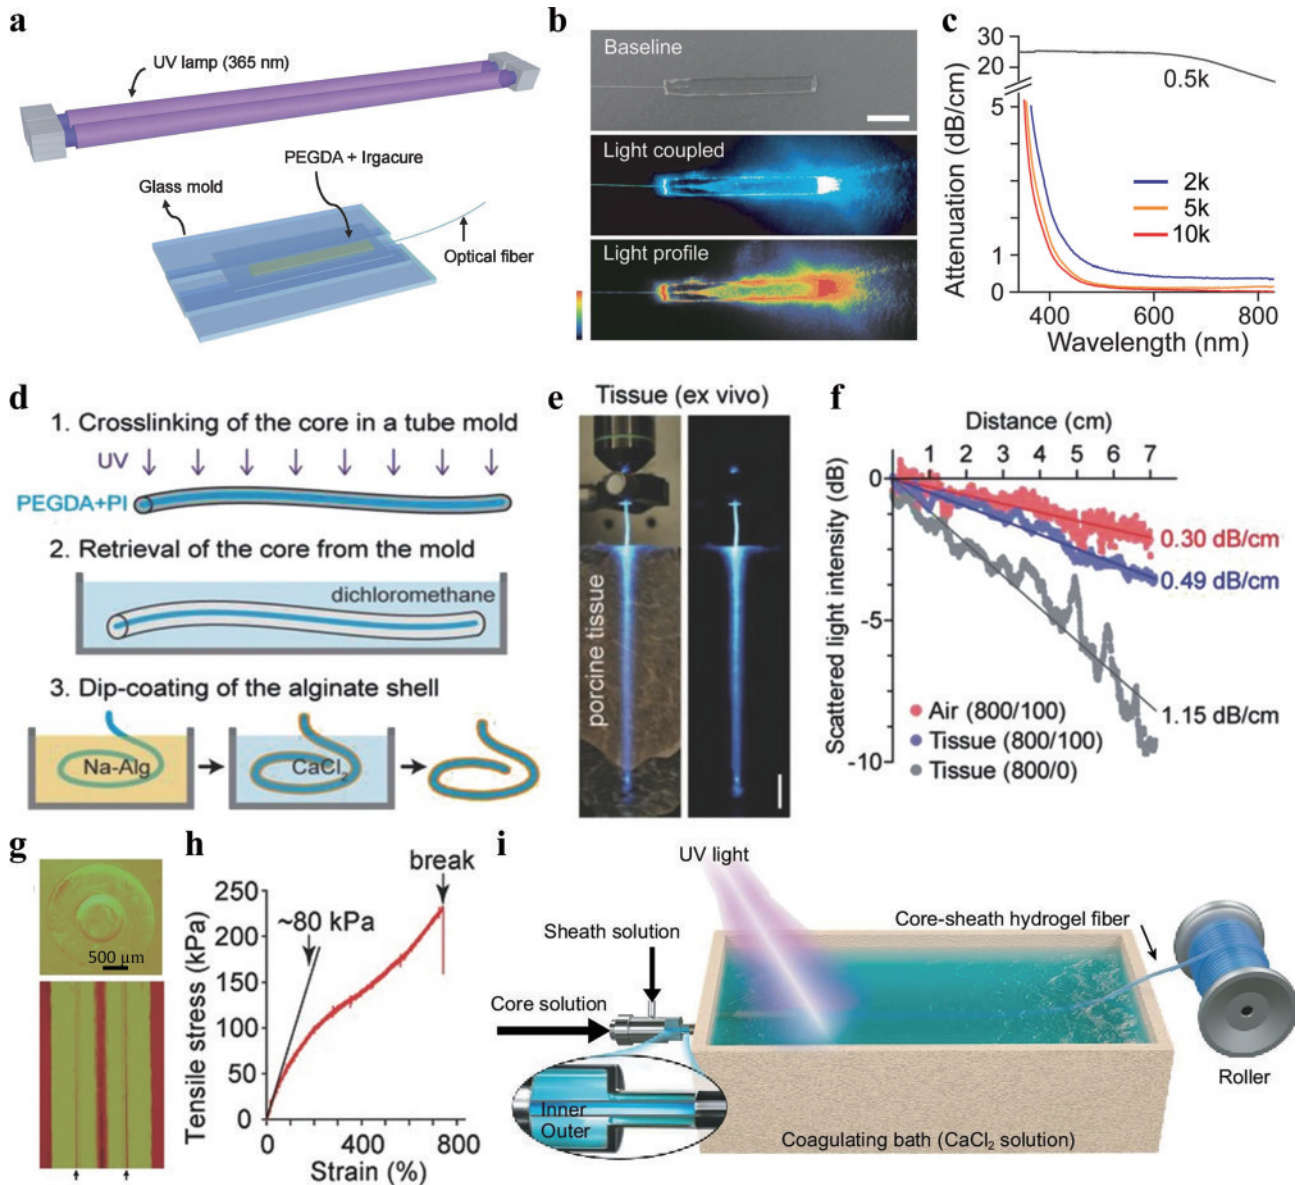 a
UV lamp (365 nm)
PEGDA + Irgacure
Glass mold
Optical fiber
b
Baseline
Light coupled
Light profile
c
Attenuation (dB/cm)
30
20
5
1
0
0.5k
2k
5k
10k
400 600 800
Wavelength (nm)
d
1. Crosslinking of the core in a tube mold
UV
PEGDA+PI
2. Retrieval of the core from the mold
dichloromethane
3. Dip-coating of the alginate shell
Na-Alg
CaCl₂
e
Tissue (ex vivo)
porcine tissue
f
Distance (cm)
1 2 3 4 5 6 7
Scattered light intensity (dB)
0
-5
-10
0.30 dB/cm
0.49 dB/cm
1.15 dB/cm
Air (800/100)
Tissue (800/100)
Tissue (800/0)
g
500 μm
h
break
~80 kPa
Tensile stress (kPa)
250
200
150
100
50
0
0 400 800
Strain (%)
i
UV light
Sheath solution
Core solution
Core-sheath hydrogel fiber
Inner
Outer
Roller
Coagulating bath (CaCl₂ solution)